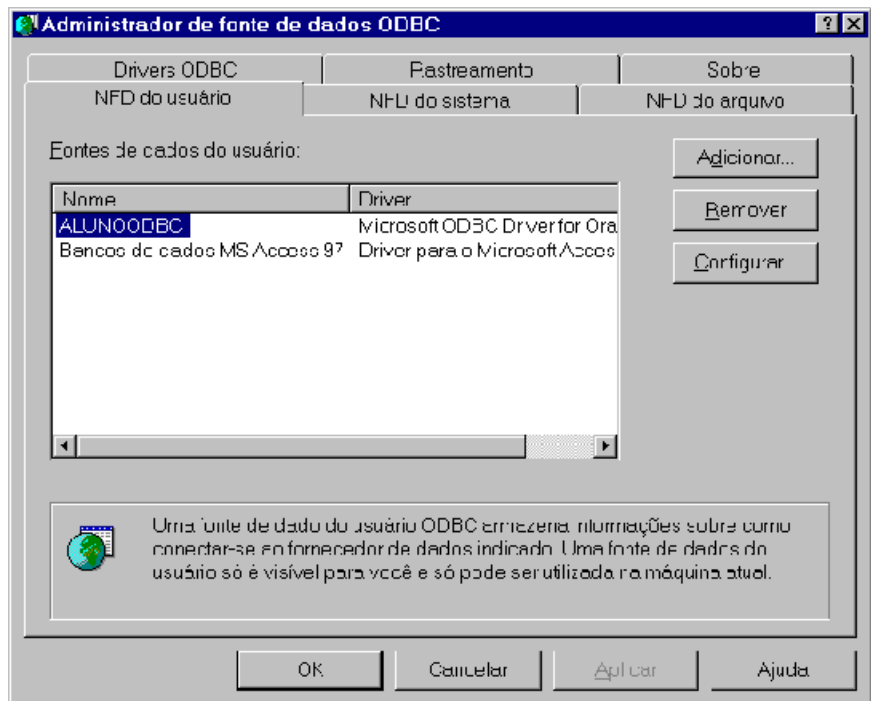 Administrador de fonte de dados ODBC
Drivers ODBC
Rastreamento
Sobre
NFD do usuário
NFD do sistema
NFD do arquivo
Fontes de dados do usuário:
Adicionar...
Remover
Configurar
Nome
Driver
ALUNOODBC
Microsoft ODBC Driver for Ora
Bancos de dados MS Access 97
Driver para o Microsoft Acces
Uma fonte de dado do usuário ODBC armazena informações sobre como
conectar-se ao fornecedor de dados indicado. Uma fonte de dados do
usuário só é visível para você e só pode ser utilizada na máquina atual.
OK
Cancelar
Aplicar
Ajuda